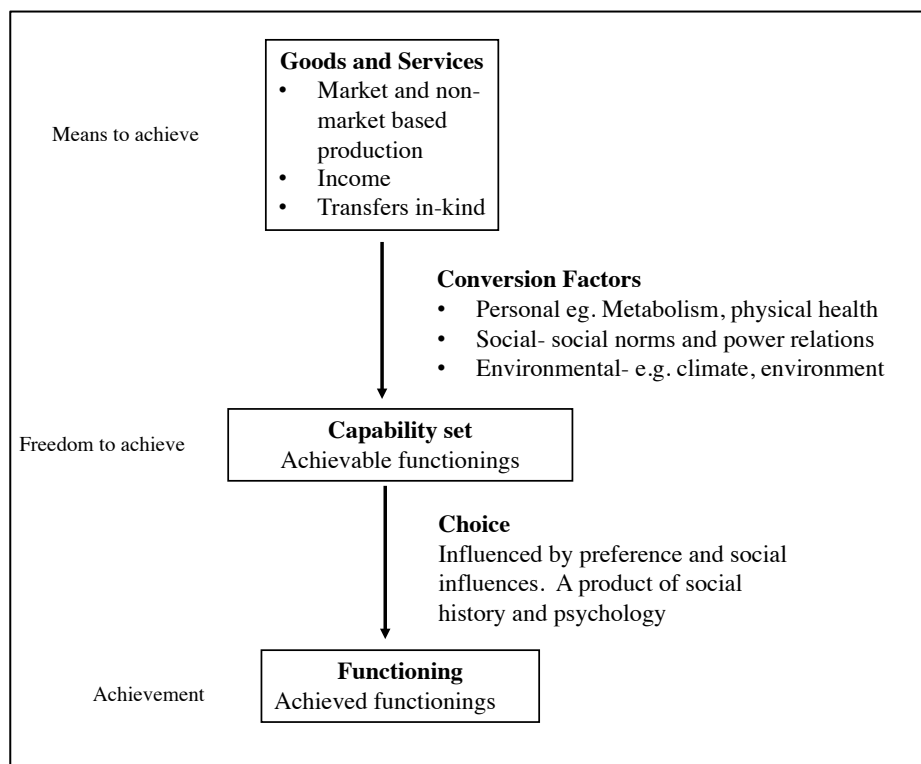 Goods and Services
• Market and non-
market based
production
• Income
• Transfers in-kind
Means to achieve
Conversion Factors
• Personal eg. Metabolism, physical health
• Social- social norms and power relations
• Environmental- e.g. climate, environment
Capability set
Achievable functionings
Freedom to achieve
Choice
Influenced by preference and social
influences. A product of social
history and psychology
Functioning
Achieved functionings
Achievement